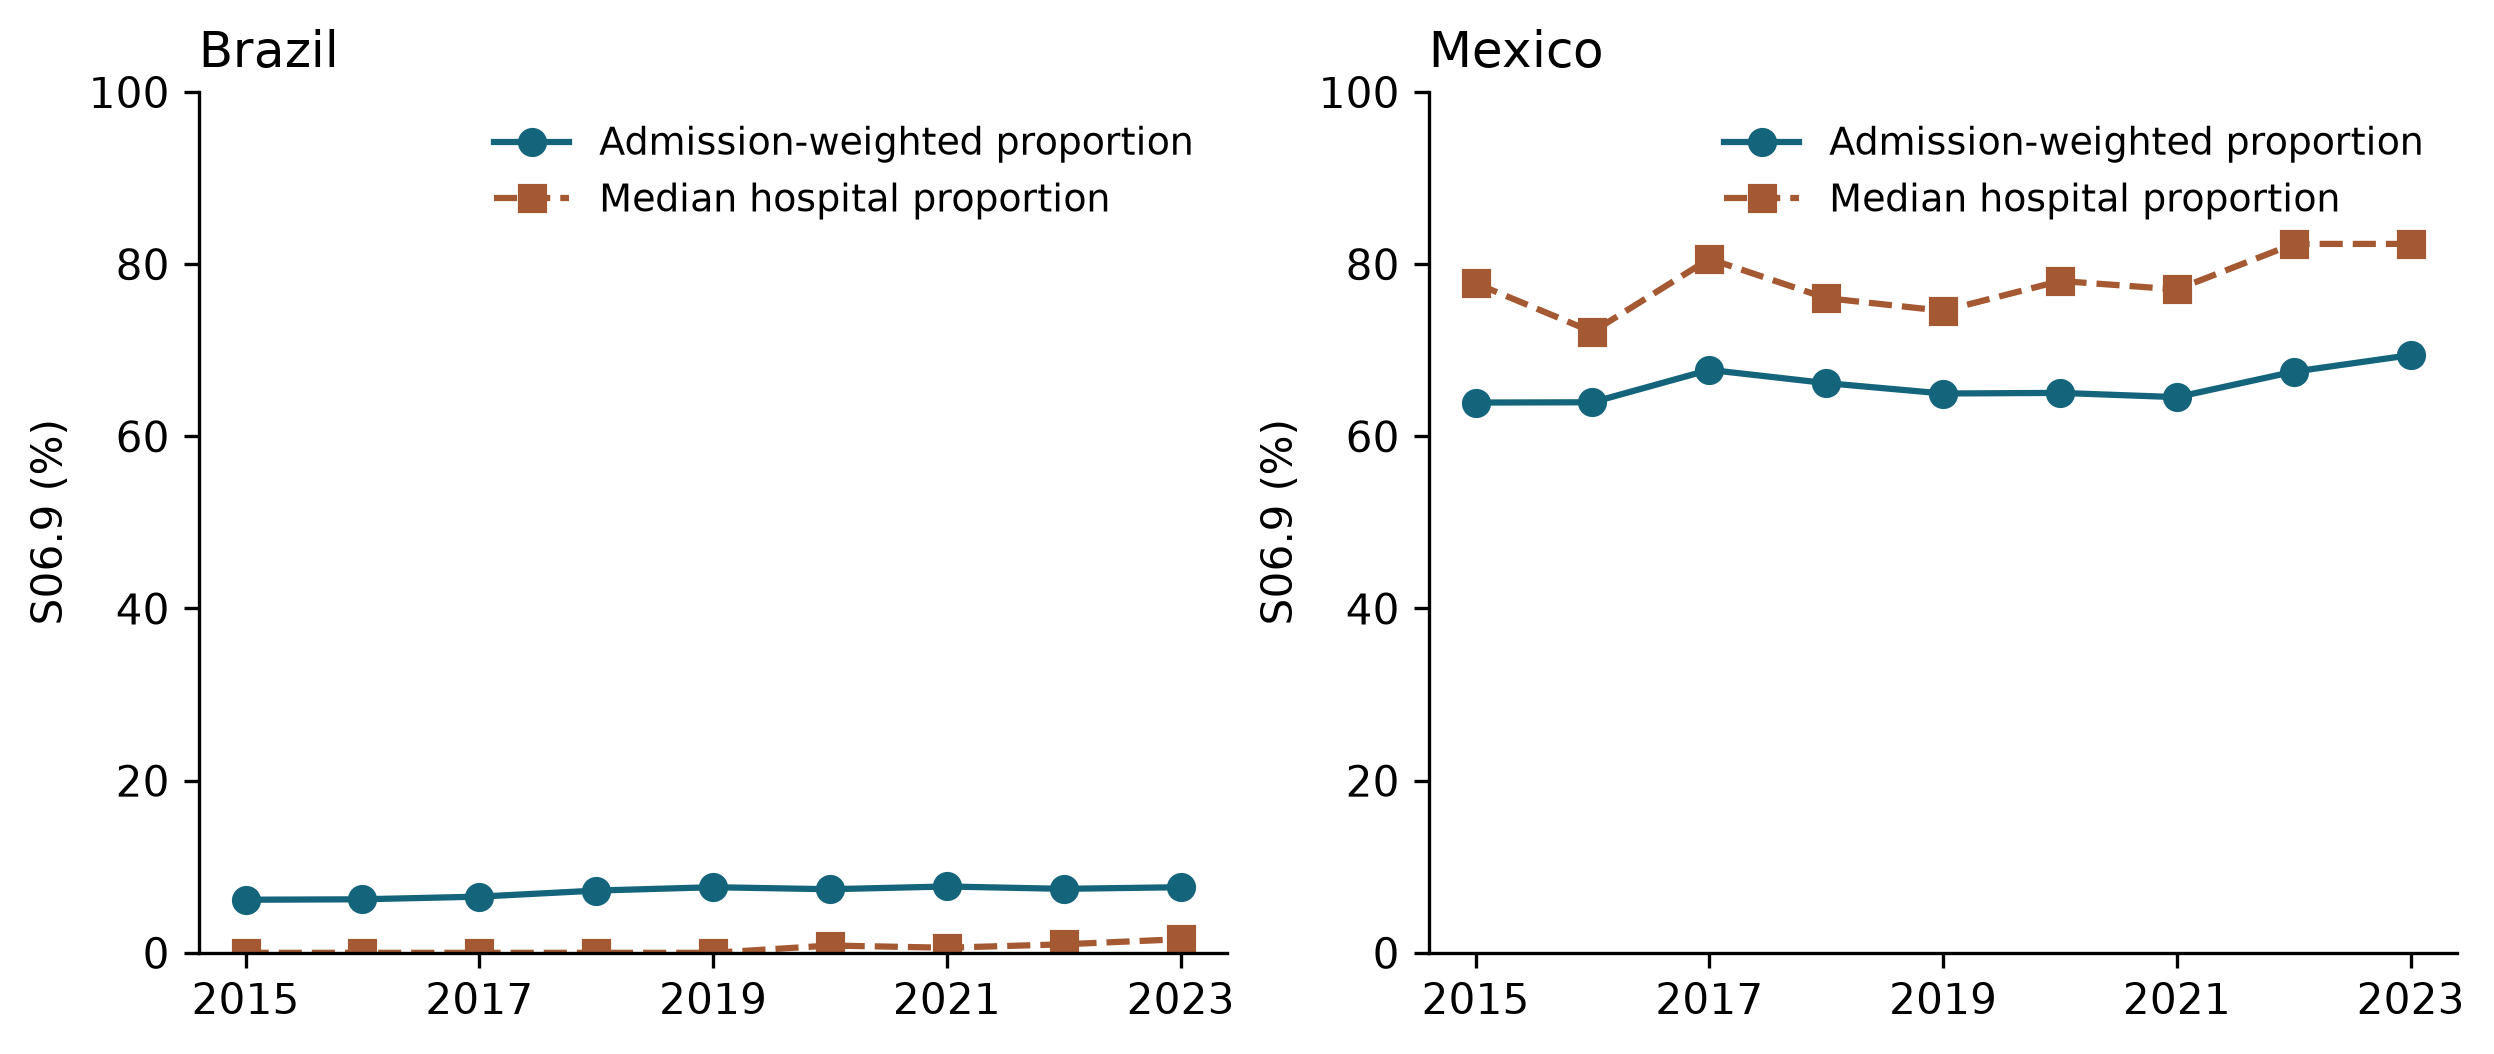 Brazil
100
80
60
40
20
0
S06.9 (%)
Admission-weighted proportion
Median hospital proportion
2015 2017 2019 2021 2023
Mexico
100
80
60
40
20
0
S06.9 (%)
Admission-weighted proportion
Median hospital proportion
2015 2017 2019 2021 2023